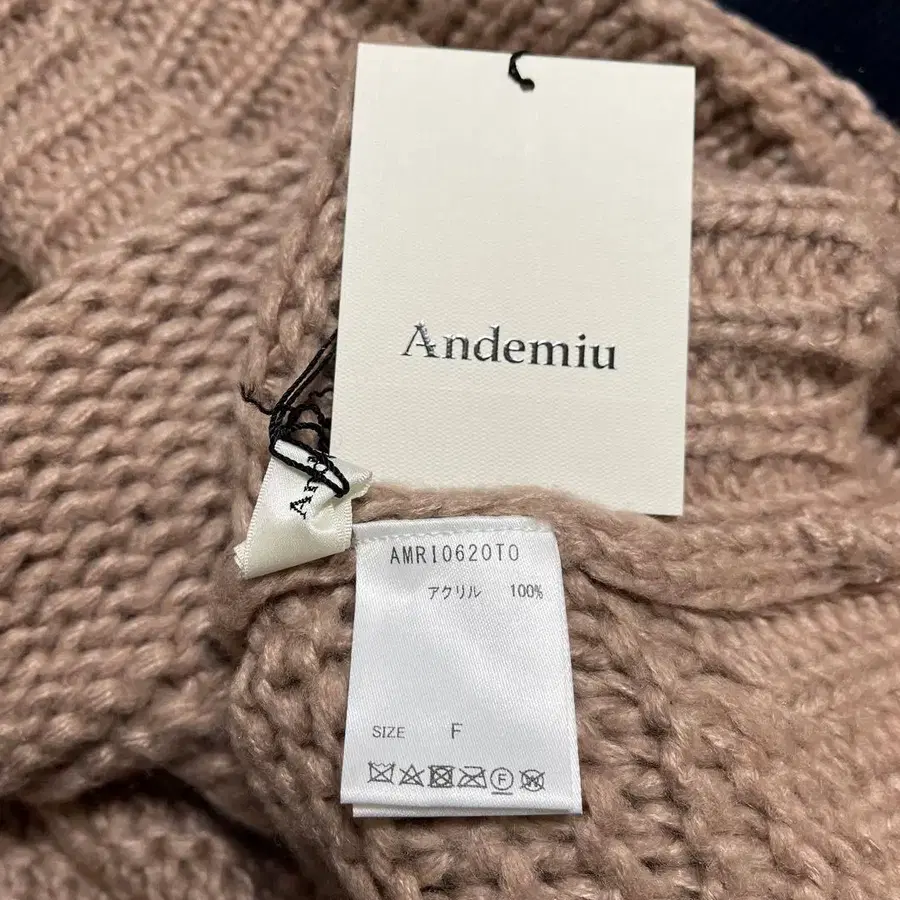 Andemiu
AMRI0620TO
アクリル 100%
SIZE F
F
W